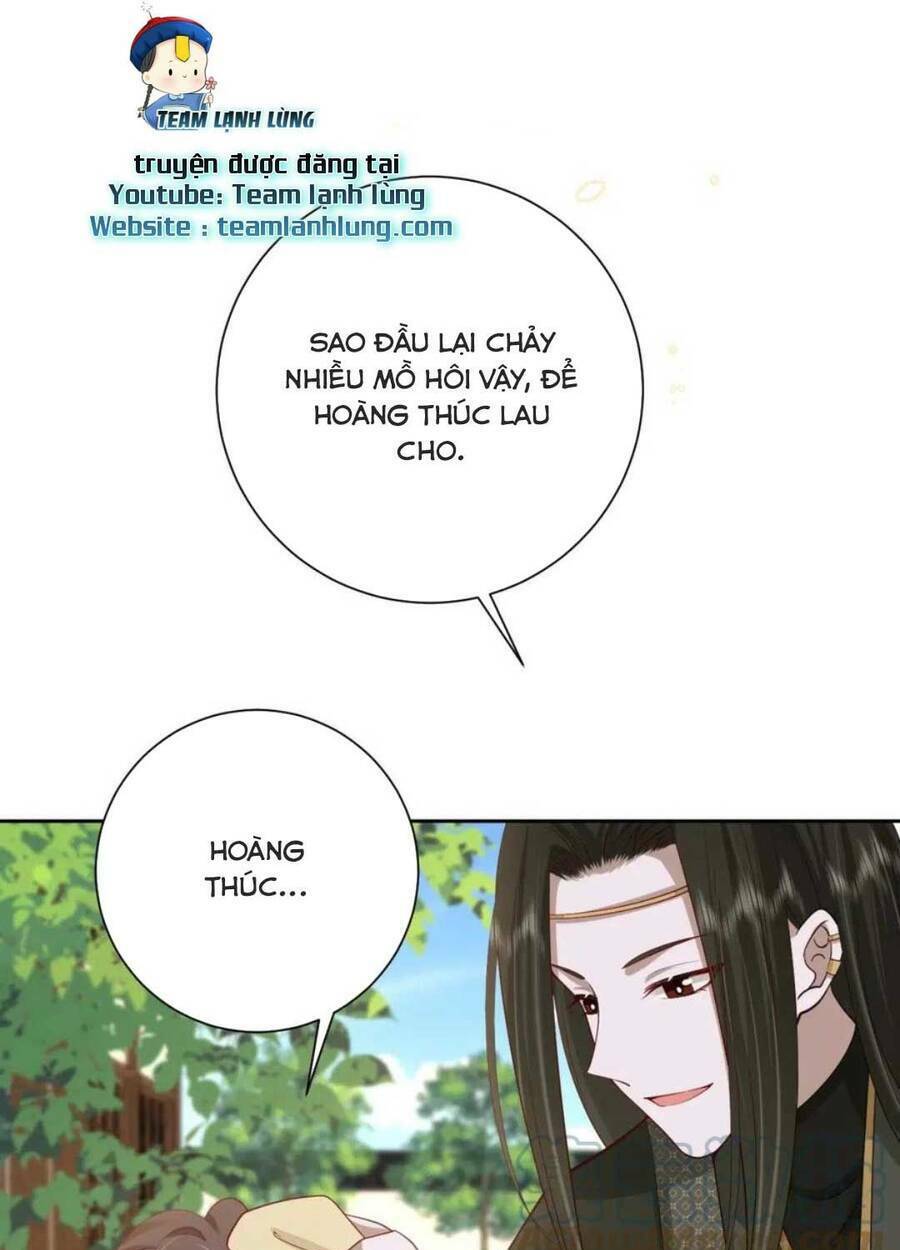 TEAM LẠNH LÙNG
truyện được đăng tại
Youtube: Team lạnh lùng
Website : teamlanhlung.com
SAO ĐẦU LẠI CHẢY
NHIỀU MỒ HÔI VẬY, ĐỂ
HOÀNG THÚC LAU
CHO.
HOÀNG
THÚC...